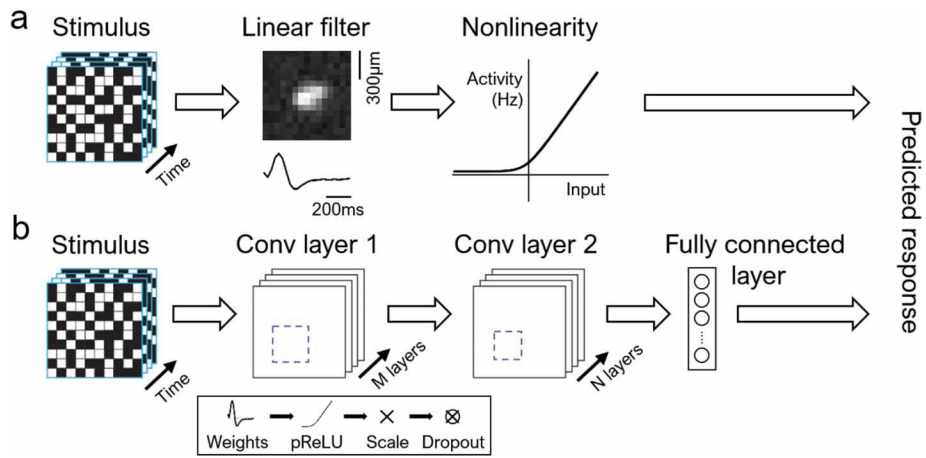 a
Stimulus
Linear filter
Nonlinearity
300μm
Activity
(Hz)
Time
200ms
Input
Predicted response
b
Stimulus
Conv layer 1
Conv layer 2
Fully connected
layer
Time
M layers
N layers
Weights
pReLU
Scale
Dropout